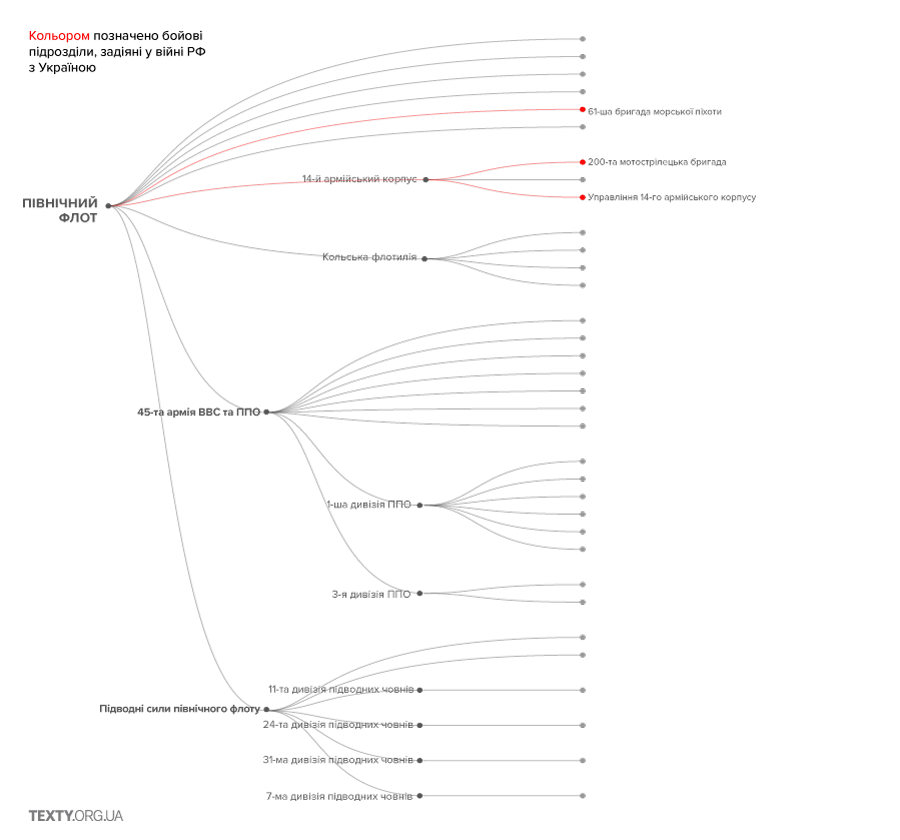 Кольором позначено бойові
підрозділи, задіяні у війні РФ
з Україною
61-ша бригада морської піхоти
200-та мотострілецька бригада
14-й армійський корпус
Управління 14-го армійського корпусу
ПІВНІЧНИЙ
ФЛОТ
Кольська флотилія
45-та армія ВВС та ППО
1-ша дивізія ППО
3-я дивізія ППО
11-та дивізія підводних човнів
Підводні сили північного флоту
24-та дивізія підводних човнів
31-ма дивізія підводних човнів
7-ма дивізія підводних човнів
TEXTY.ORG.UA